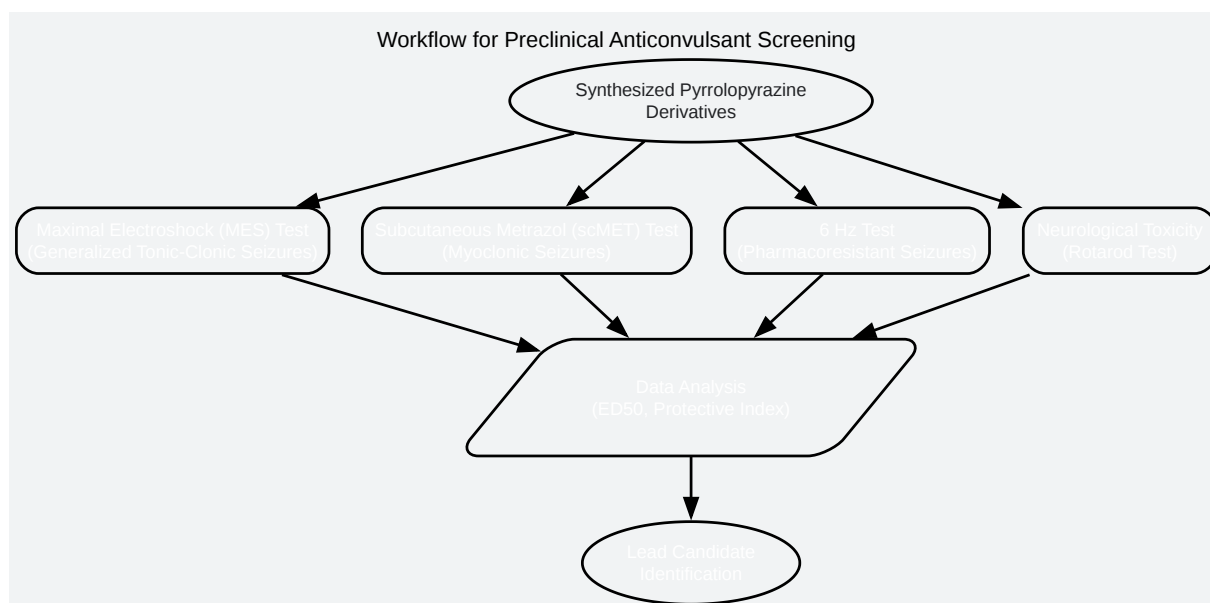 Workflow for Preclinical Anticonvulsant Screening
Synthesized Pyrrolopyrazine
Derivatives
Maximal Electroshock (MES) Test
(Generalized Tonic-Clonic Seizures)
Subcutaneous Metrazol (scMET) Test
(Myoclonic Seizures)
6 Hz Test
(Pharmacoresistant Seizures)
Neurological Toxicity
(Rotarod Test)
Data Analysis
(ED50, Protective Index)
Lead Candidate
Identification